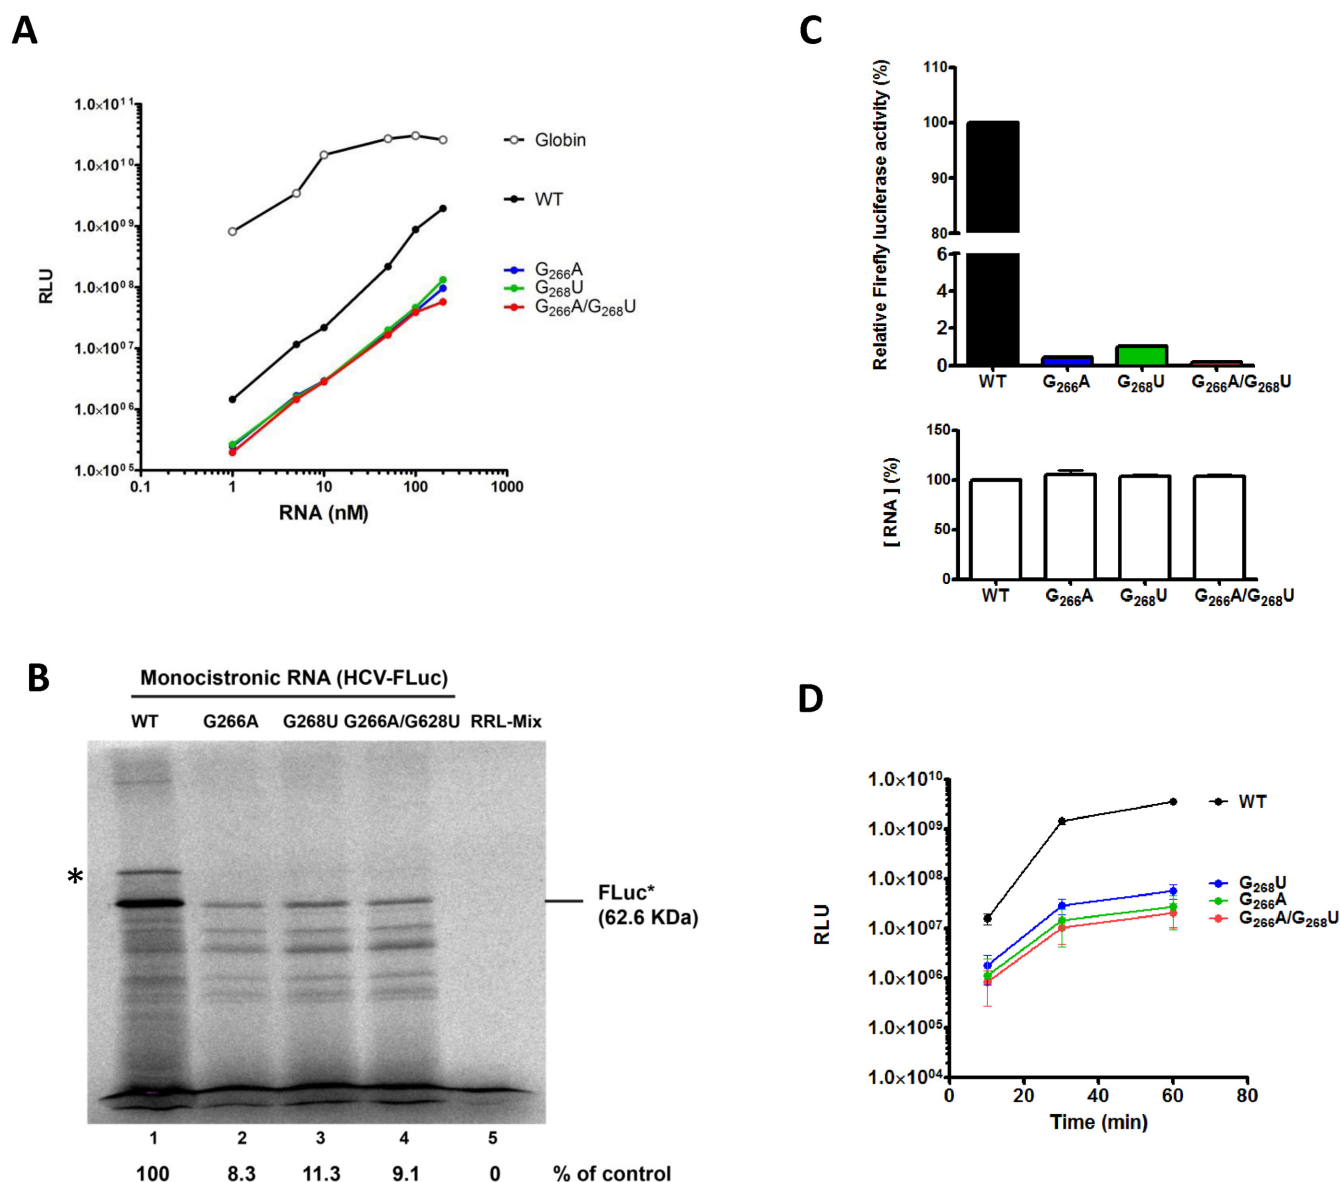 A
1.0×10¹¹
1.0×10¹⁰
1.0×10⁰⁹
1.0×10⁰⁸
1.0×10⁰⁷
1.0×10⁰⁶
1.0×10⁰⁵
RLU
0.1 1 10 100 1000
RNA (nM)
Globin
WT
G₂₆₆A
G₂₆₈U
G₂₆₆A/G₂₆₈U
C
Relative Firefly luciferase activity (%)
110
100
90
80
6
4
2
0
WT G₂₆₆A G₂₆₈U G₂₆₆A/G₂₆₈U
[ RNA ] (%)
150
100
50
0
WT G₂₆₆A G₂₆₈U G₂₆₆A/G₂₆₈U
B
Monocistronic RNA (HCV-FLuc)
WT G266A G268U G266A/G628U RRL-Mix
*
FLuc*
(62.6 KDa)
1 2 3 4 5
100 8.3 11.3 9.1 0 % of control
D
1.0×10¹⁰
1.0×10⁰⁹
1.0×10⁰⁸
1.0×10⁰⁷
1.0×10⁰⁶
1.0×10⁰⁵
1.0×10⁰⁴
RLU
0 20 40 60 80
Time (min)
WT
G₂₆₈U
G₂₆₆A
G₂₆₆A/G₂₆₈U